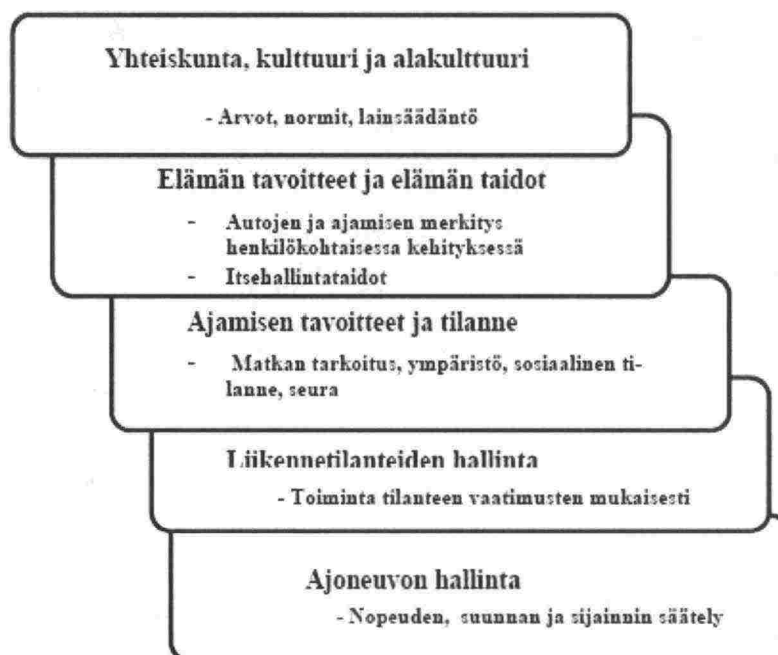 Yhteiskunta, kulttuuri ja alakulttuuri
- Arvot, normit, lainsäädäntö
Elämän tavoitteet ja elämän taidot
- Autojen ja ajamisen merkitys
henkilökohtaisessa kehityksessä
- Itsehallintataidot
Ajamisen tavoitteet ja tilanne
- Matkan tarkoitus, ympäristö, sosiaalinen ti-
lanne, seura
Liikennetilanteiden hallinta
- Toiminta tilanteen vaatimusten mukaisesti
Ajoneuvon hallinta
- Nopeuden, suunnan ja sijainnin säätely